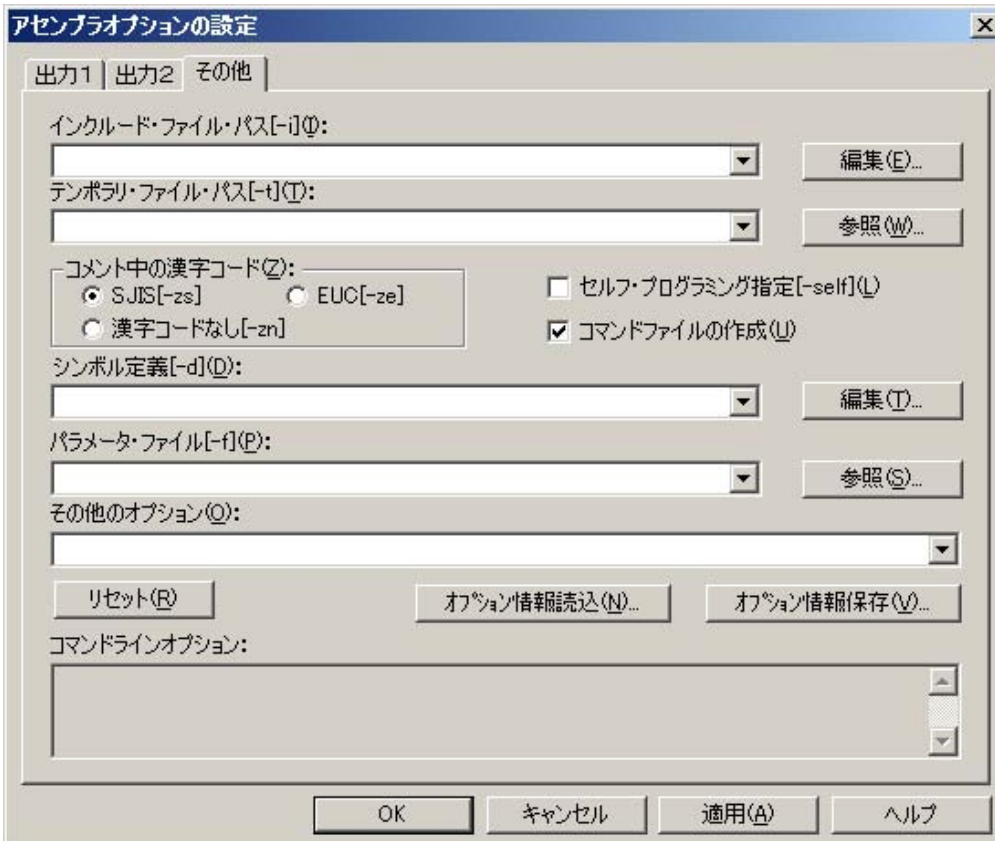 アセンブラオプションの設定
出力1 出力2 その他
インクルード・ファイル・パス[-i](I):
編集(E)...
テンポラリ・ファイル・パス[-t](T):
参照(W)...
コメント中の漢字コード(Z):
SJIS[-zs] EUC[-ze]
漢字コードなし[-zn]
セルフ・プログラミング指定[-self](L)
コマンドファイルの作成(U)
シンボル定義[-d](D):
編集(T)...
パラメータ・ファイル[-f](P):
参照(S)...
その他のオプション(O):
リセット(R) オプション情報読込(N)... オプション情報保存(V)...
コマンドラインオプション:
OK キャンセル 適用(A) ヘルプ